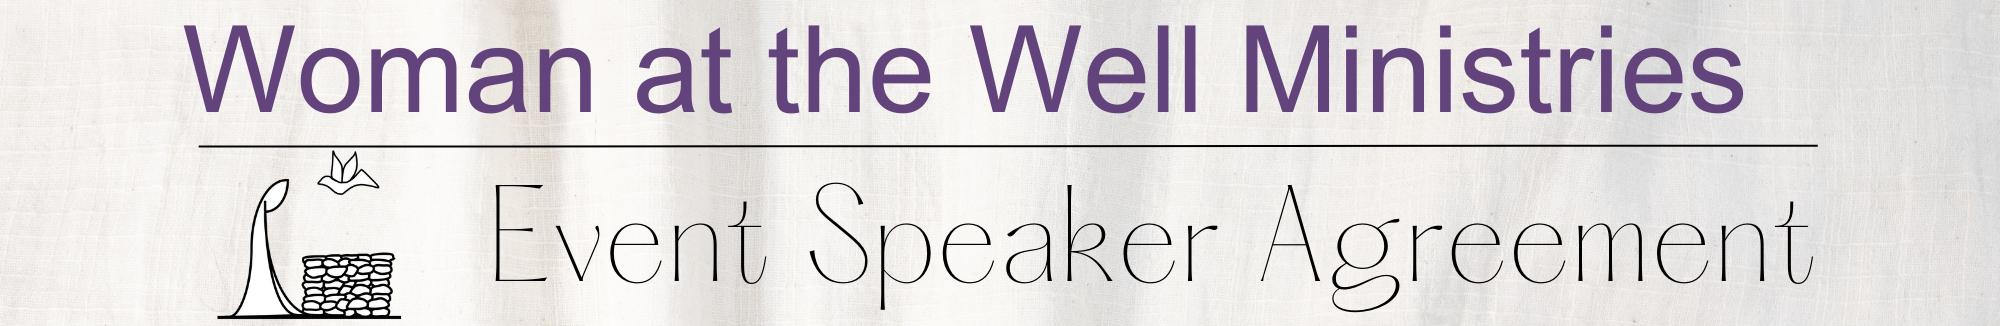 Woman at the Well Ministries
Event Speaker Agreement